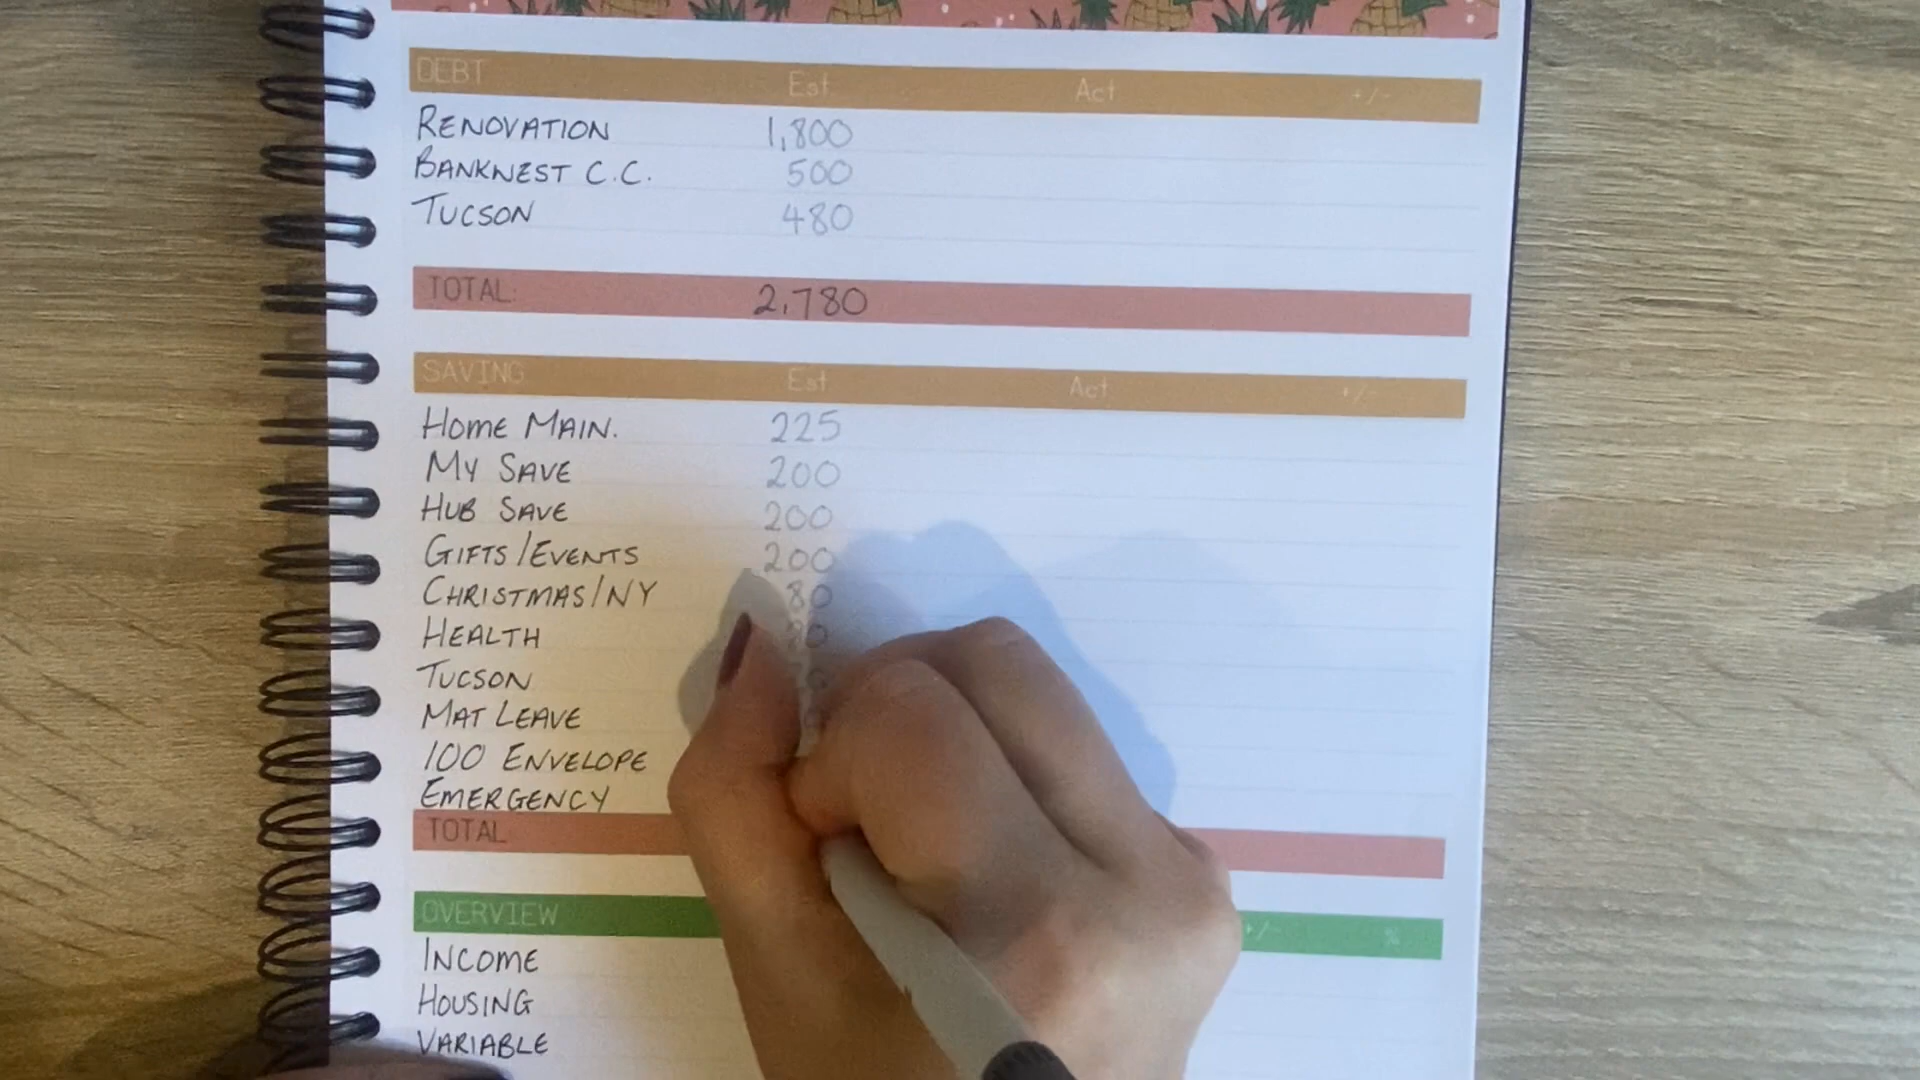 DEBT Est Act +/-
RENOVATION 1,800
BANKWEST C.C. 500
TUCSON 480
TOTAL: 2,780
SAVING Est Act +/-
HOME MAIN. 225
MY SAVE 200
HUB SAVE 200
GIFTS/EVENTS 200
CHRISTMAS/NY 80
HEALTH
TUCSON
MAT LEAVE
100 ENVELOPE
EMERGENCY
TOTAL
OVERVIEW +/- %
INCOME
HOUSING
VARIABLE